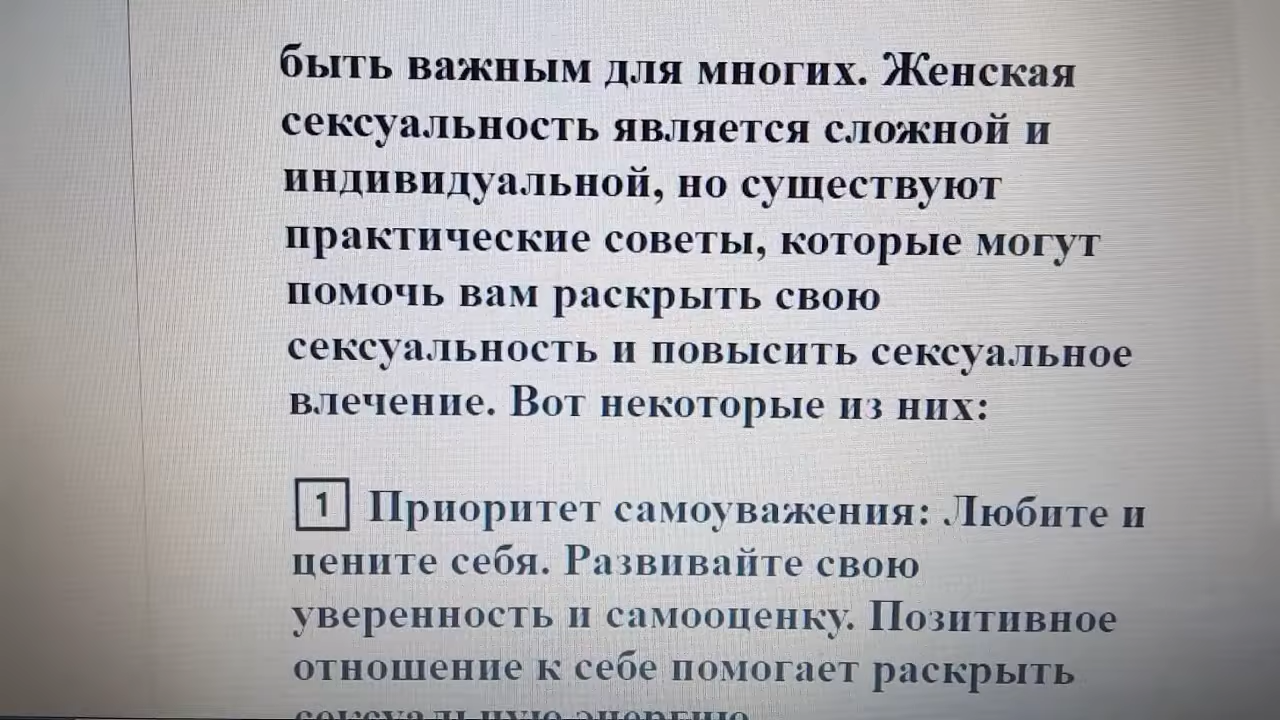 быть важным для многих. Женская
сексуальность является сложной и
индивидуальной, но существуют
практические советы, которые могут
помочь вам раскрыть свою
сексуальность и повысить сексуальное
влечение. Вот некоторые из них:
1 Приоритет самоуважения: Любите и
цените себя. Развивайте свою
уверенность и самооценку. Позитивное
отношение к себе помогает раскрыть
сексуальную энергию